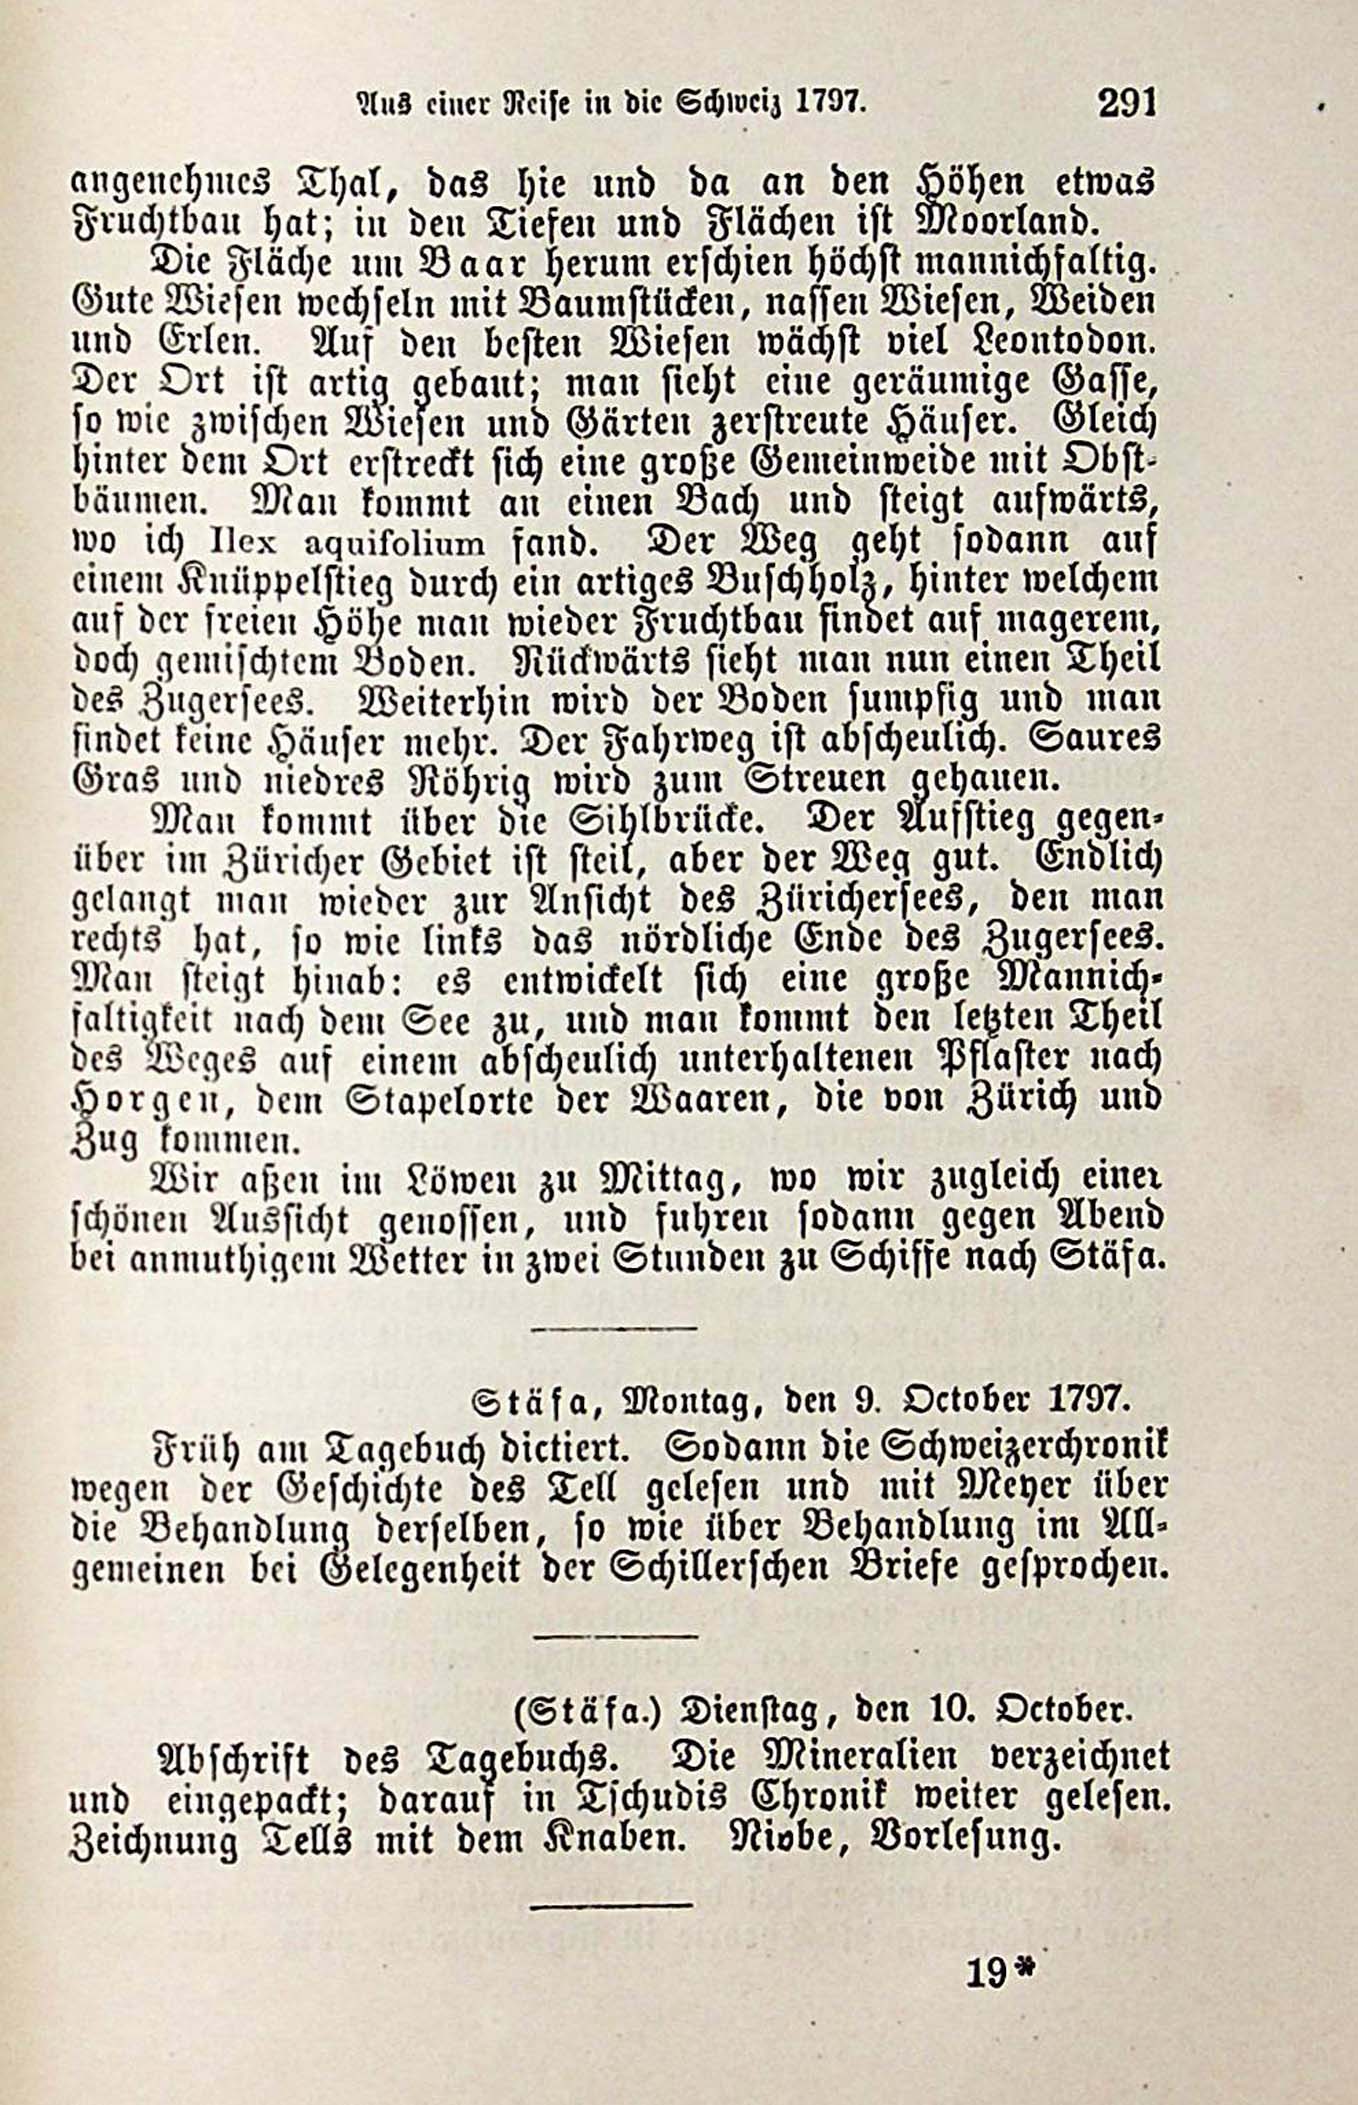 Aus einer Reise in die Schweiz 1797. 291
angenehmes Thal, das hie und da an den Höhen etwas
Fruchtbau hat; in den Tiefen und Flächen ist Moorland.
Die Fläche um Baar herum erschien höchst mannichfaltig.
Gute Wiesen wechseln mit Baumstücken, nassen Wiesen, Weiden
und Erlen. Auf den besten Wiesen wächst viel Leontodon.
Der Ort ist artig gebaut; man sieht eine geräumige Gasse,
so wie zwischen Wiesen und Gärten zerstreute Häuser. Gleich
hinter dem Ort erstreckt sich eine große Gemeinweide mit Obst-
bäumen. Man kommt an einen Bach und steigt aufwärts,
wo ich Ilex aquifolium fand. Der Weg geht sodann auf
einem Knüppelstieg durch ein artiges Buschholz, hinter welchem
auf der freien Höhe man wieder Fruchtbau findet auf magerem,
doch gemischtem Boden. Rückwärts sieht man nun einen Theil
des Zugersees. Weiterhin wird der Boden sumpfig und man
findet keine Häuser mehr. Der Fahrweg ist abscheulich. Saures
Gras und niedres Röhrig wird zum Streuen gehauen.
Man kommt über die Sihlbrücke. Der Aufstieg gegen-
über im Züricher Gebiet ist steil, aber der Weg gut. Endlich
gelangt man wieder zur Ansicht des Zürichersees, den man
rechts hat, so wie links das nördliche Ende des Zugersees.
Man steigt hinab: es entwickelt sich eine große Mannich-
faltigkeit nach dem See zu, und man kommt den letzten Theil
des Weges auf einem abscheulich unterhaltenen Pflaster nach
Horgen, dem Stapelorte der Waaren, die von Zürich und
Zug kommen.
Wir aßen im Löwen zu Mittag, wo wir zugleich einer
schönen Aussicht genossen, und fuhren sodann gegen Abend
bei anmuthigem Wetter in zwei Stunden zu Schiffe nach Stäfa.
Stäfa, Montag, den 9. October 1797.
Früh am Tagebuch dictiert. Sodann die Schweizerchronik
wegen der Geschichte des Tell gelesen und mit Meyer über
die Behandlung derselben, so wie über Behandlung im All-
gemeinen bei Gelegenheit der Schillerschen Briefe gesprochen.
(Stäfa.) Dienstag, den 10. October.
Abschrift des Tagebuchs. Die Mineralien verzeichnet
und eingepackt; darauf in Tschudis Chronik weiter gelesen.
Zeichnung Tells mit dem Knaben. Niobe, Vorlesung.
19*